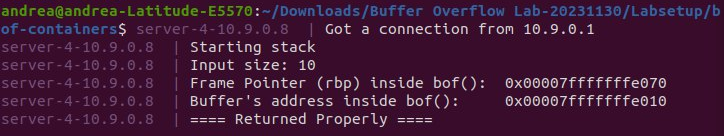 andrea@andrea-Latitude-E5570:~/Downloads/Buffer Overflow Lab-20231130/Labsetup/b
of-containers$ server-4-10.9.0.8  | Got a connection from 10.9.0.1
server-4-10.9.0.8  | Starting stack
server-4-10.9.0.8  | Input size: 10
server-4-10.9.0.8  | Frame Pointer (rbp) inside bof():  0x00007fffffffe070
server-4-10.9.0.8  | Buffer's address inside bof():     0x00007fffffffe010
server-4-10.9.0.8  | ==== Returned Properly ====